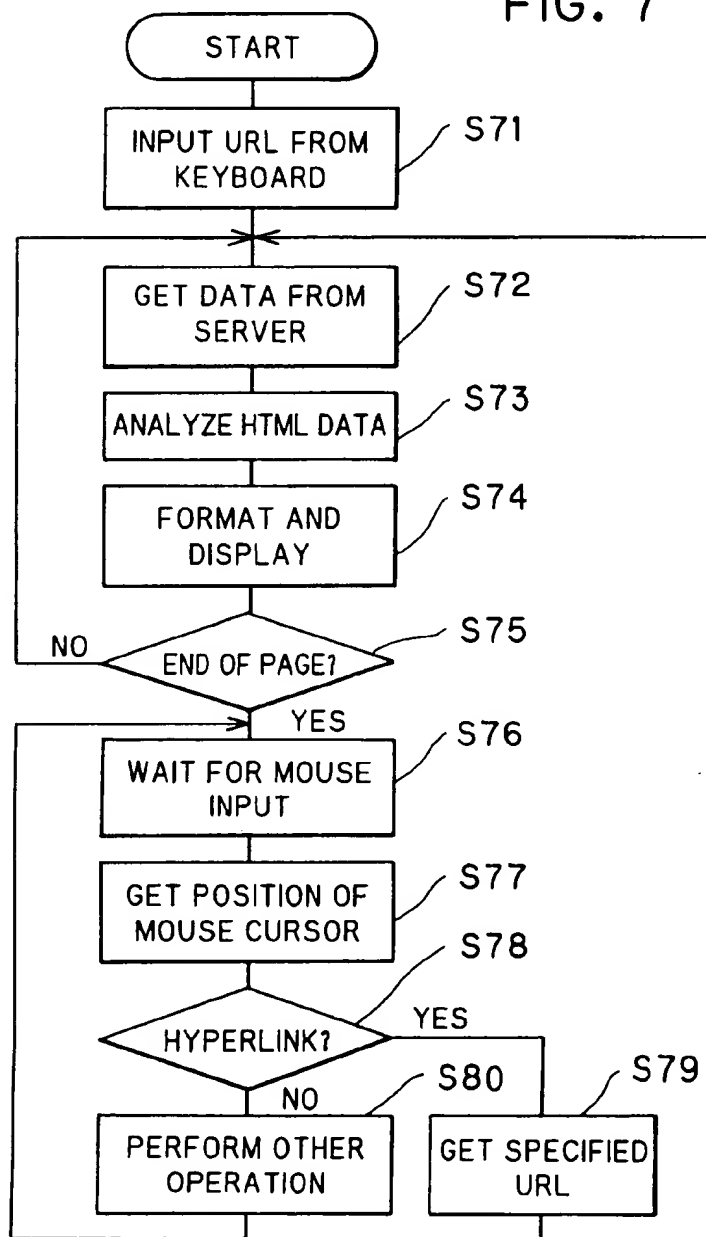 FIG. 7
START
INPUT URL FROM
KEYBOARD
S71
GET DATA FROM
SERVER
S72
ANALYZE HTML DATA
S73
FORMAT AND
DISPLAY
S74
END OF PAGE?
S75
NO
YES
WAIT FOR MOUSE
INPUT
S76
GET POSITION OF
MOUSE CURSOR
S77
HYPERLINK?
S78
YES
NO
S80
S79
PERFORM OTHER
OPERATION
GET SPECIFIED
URL